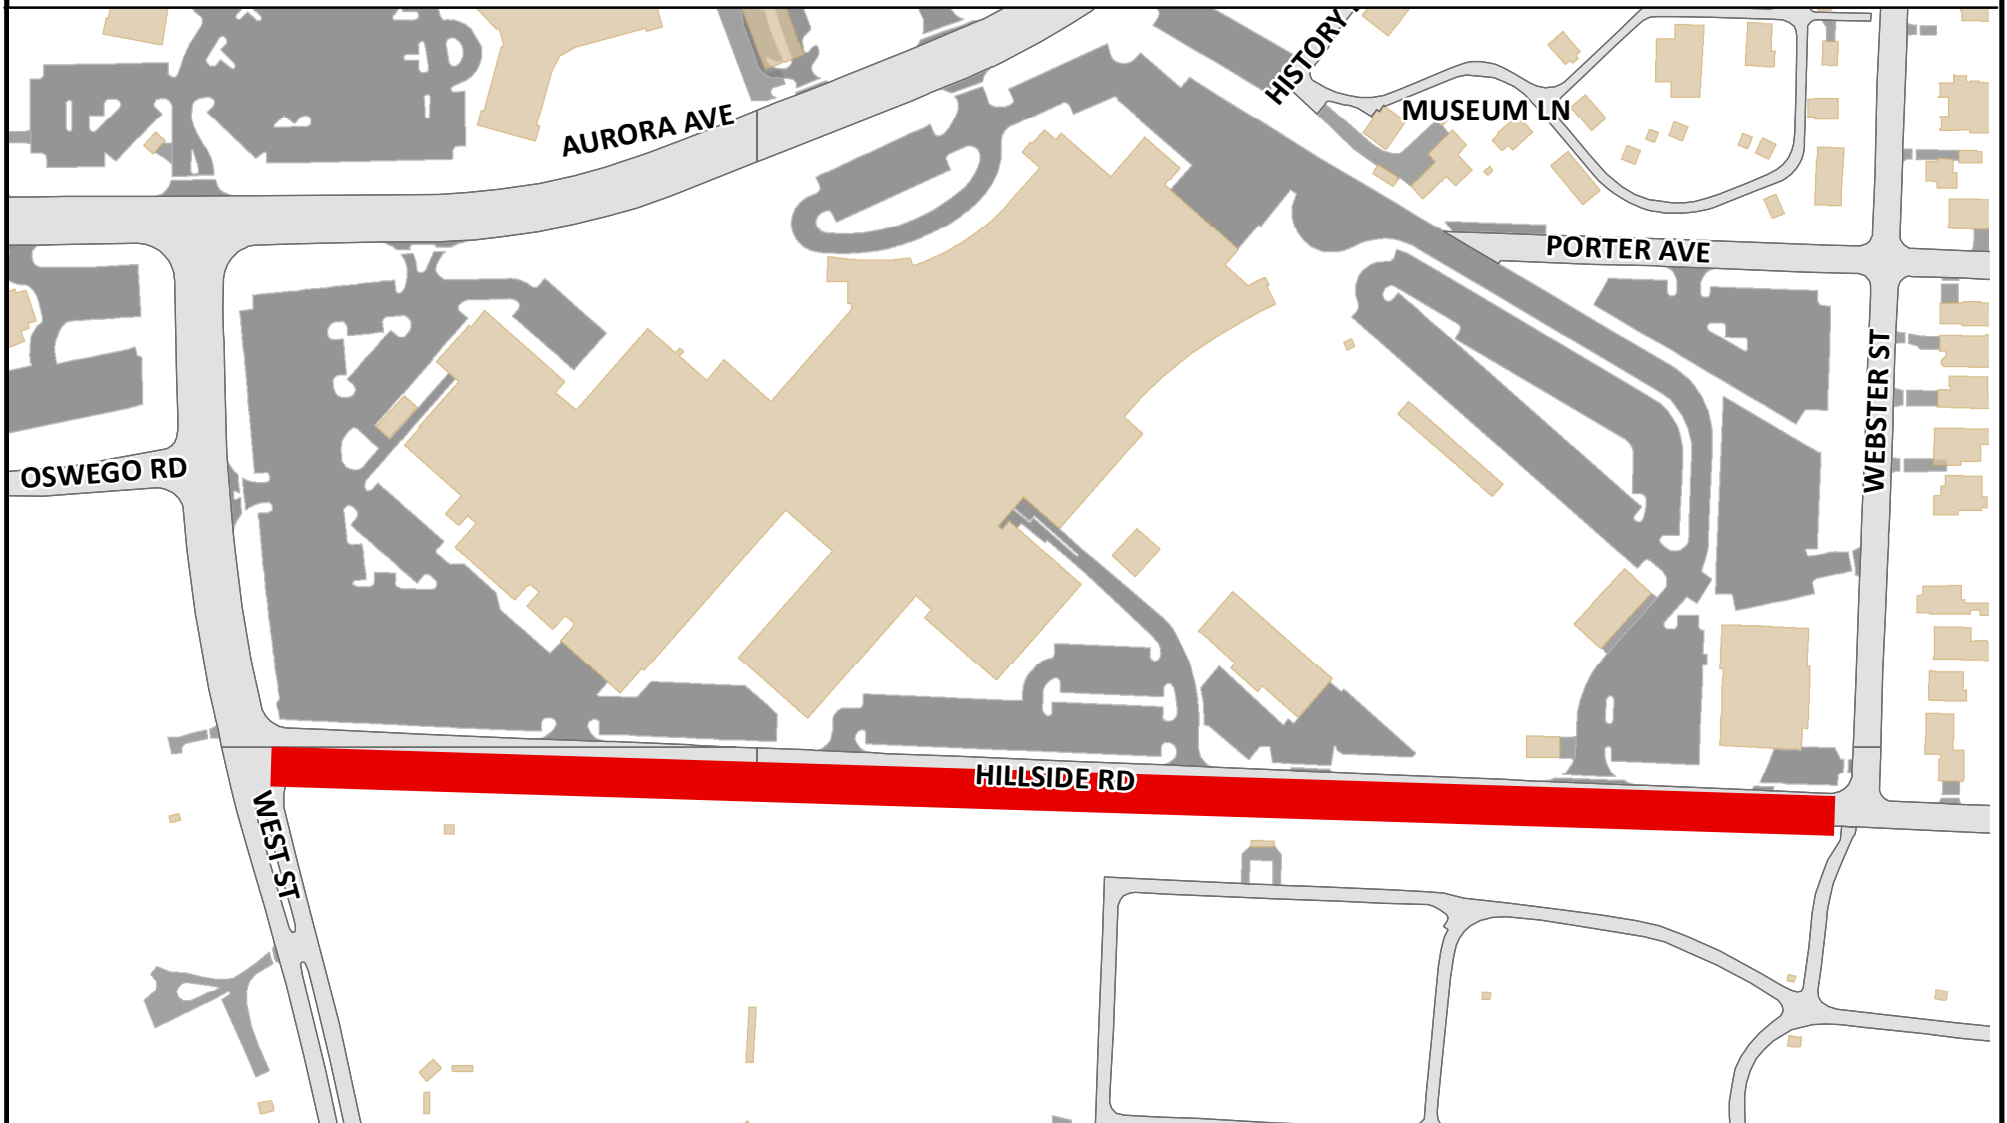 HISTORY
MUSEUM LN
AURORA AVE
PORTER AVE
WEBSTER ST
OSWEGO RD
HILLSIDE RD
WEST ST